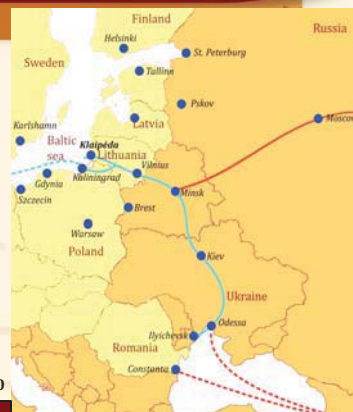 Finland
Russia
Helsinki
Sweden
St. Peterburg
Tallinn
Pskov
Karlshamn
Latvia
Moscow
Baltic
sea
Klaipėda
Lithuania
Vilnius
Kaliningrad
Gdynia
Minsk
Szczecin
Brest
Warsaw
Poland
Kiev
Ukraine
Odessa
Ilyichevsk
Romania
Constanta